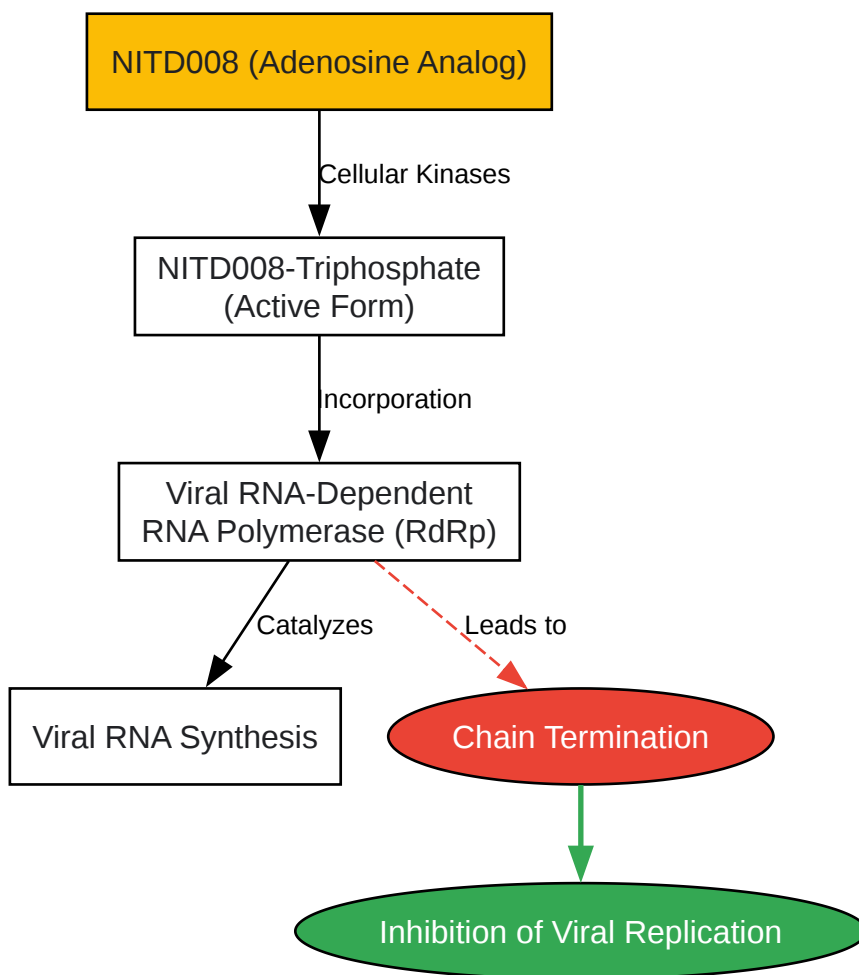 NITD008 (Adenosine Analog)
Cellular Kinases
NITD008-Triphosphate
(Active Form)
Incorporation
Viral RNA-Dependent
RNA Polymerase (RdRp)
Catalyzes
Leads to
Viral RNA Synthesis
Chain Termination
Inhibition of Viral Replication